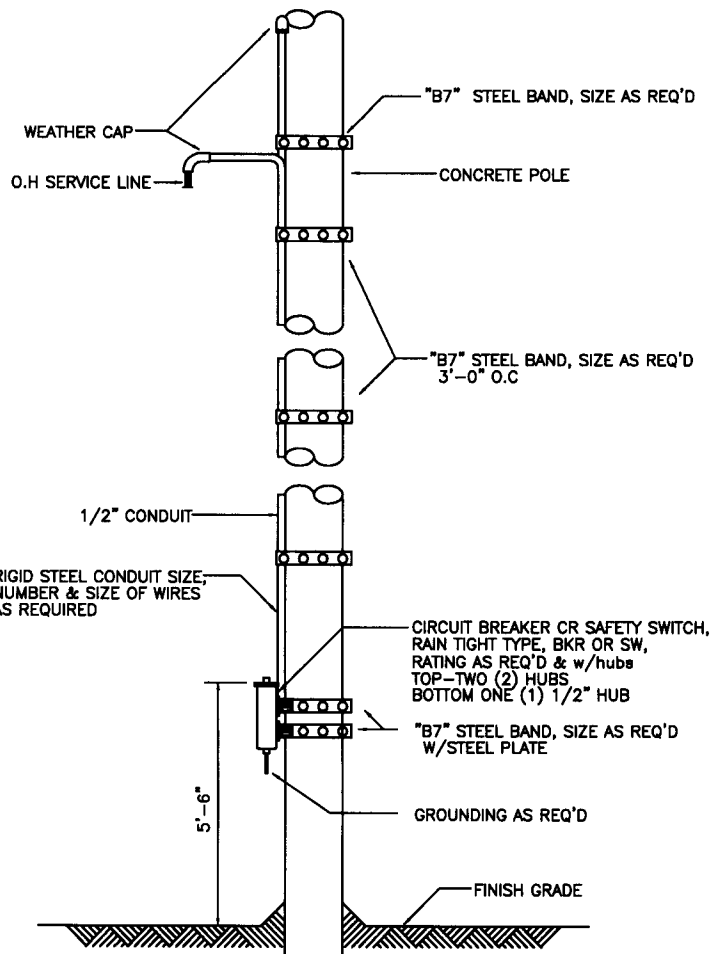 "B7" STEEL BAND, SIZE AS REQ'D
WEATHER CAP
O.H SERVICE LINE
CONCRETE POLE
"B7" STEEL BAND, SIZE AS REQ'D
3'-0" O.C
1/2" CONDUIT
RIGID STEEL CONDUIT SIZE,
NUMBER & SIZE OF WIRES
AS REQUIRED
CIRCUIT BREAKER CR SAFETY SWITCH,
RAIN TIGHT TYPE, BKR OR SW,
RATING AS REQ'D & w/hubs
TOP-TWO (2) HUBS
BOTTOM ONE (1) 1/2" HUB
"B7" STEEL BAND, SIZE AS REQ'D
W/STEEL PLATE
5'-6"
GROUNDING AS REQ'D
FINISH GRADE